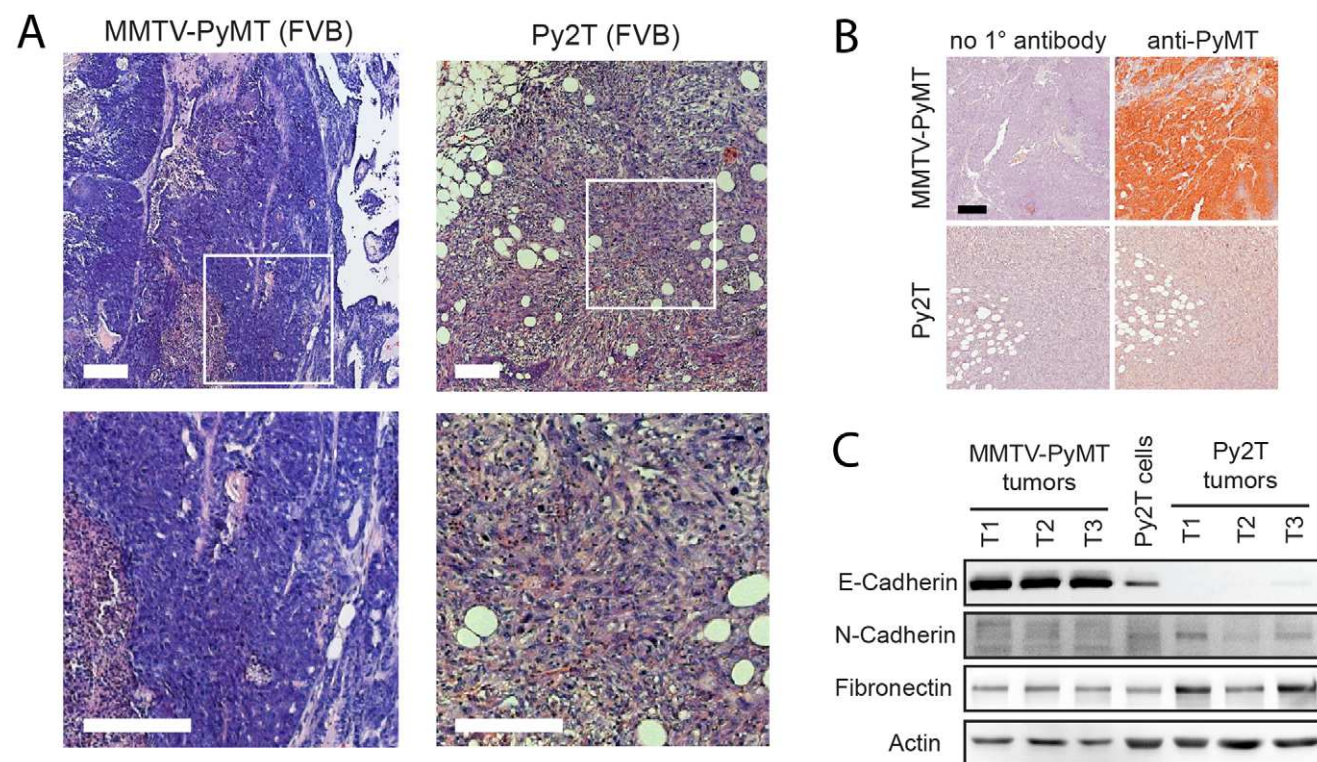 A
MMTV-PyMT (FVB)
Py2T (FVB)
B
no 1° antibody
anti-PyMT
MMTV-PyMT
Py2T
C
MMTV-PyMT
tumors
Py2T cells
Py2T
tumors
T1
T2
T3
T1
T2
T3
E-Cadherin
N-Cadherin
Fibronectin
Actin